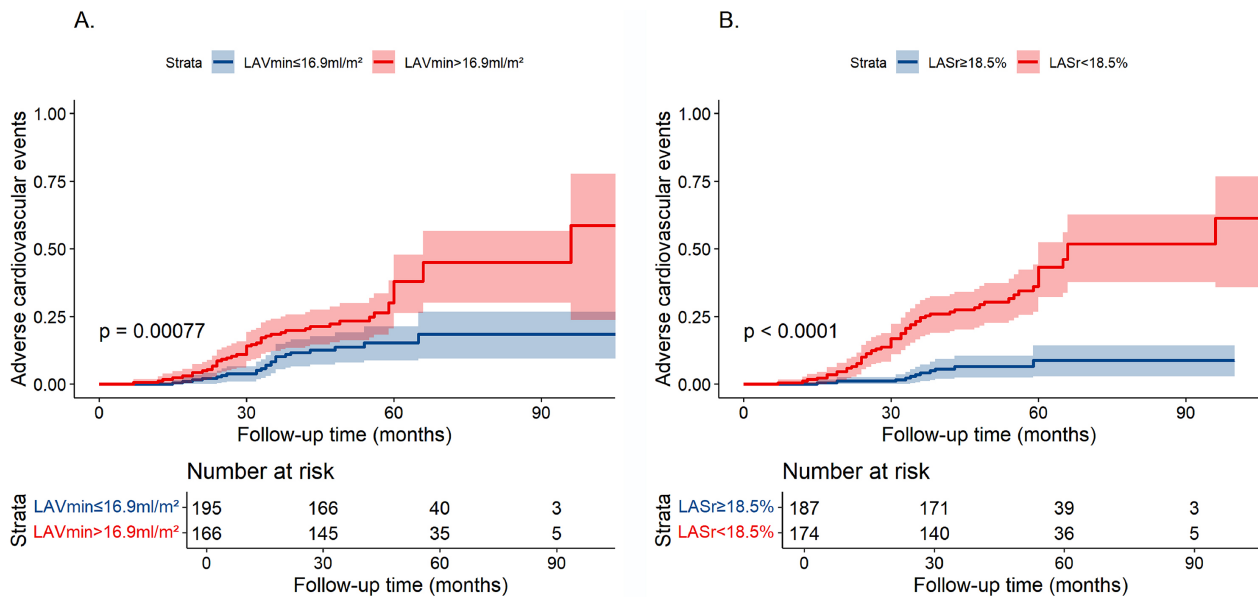 A.
Strata LAVmin≤16.9ml/m² LAVmin>16.9ml/m²
Adverse cardiovascular events
1.00
0.75
0.50
0.25
0.00
p = 0.00077
0 30 60 90
Follow-up time (months)
Number at risk
Strata
LAVmin≤16.9ml/m² 195 166 40 3
LAVmin>16.9ml/m² 166 145 35 5
0 30 60 90
Follow-up time (months)
B.
Strata LASr≥18.5% LASr<18.5%
Adverse cardiovascular events
1.00
0.75
0.50
0.25
0.00
p < 0.0001
0 30 60 90
Follow-up time (months)
Number at risk
Strata
LASr≥18.5% 187 171 39 3
LASr<18.5% 174 140 36 5
0 30 60 90
Follow-up time (months)